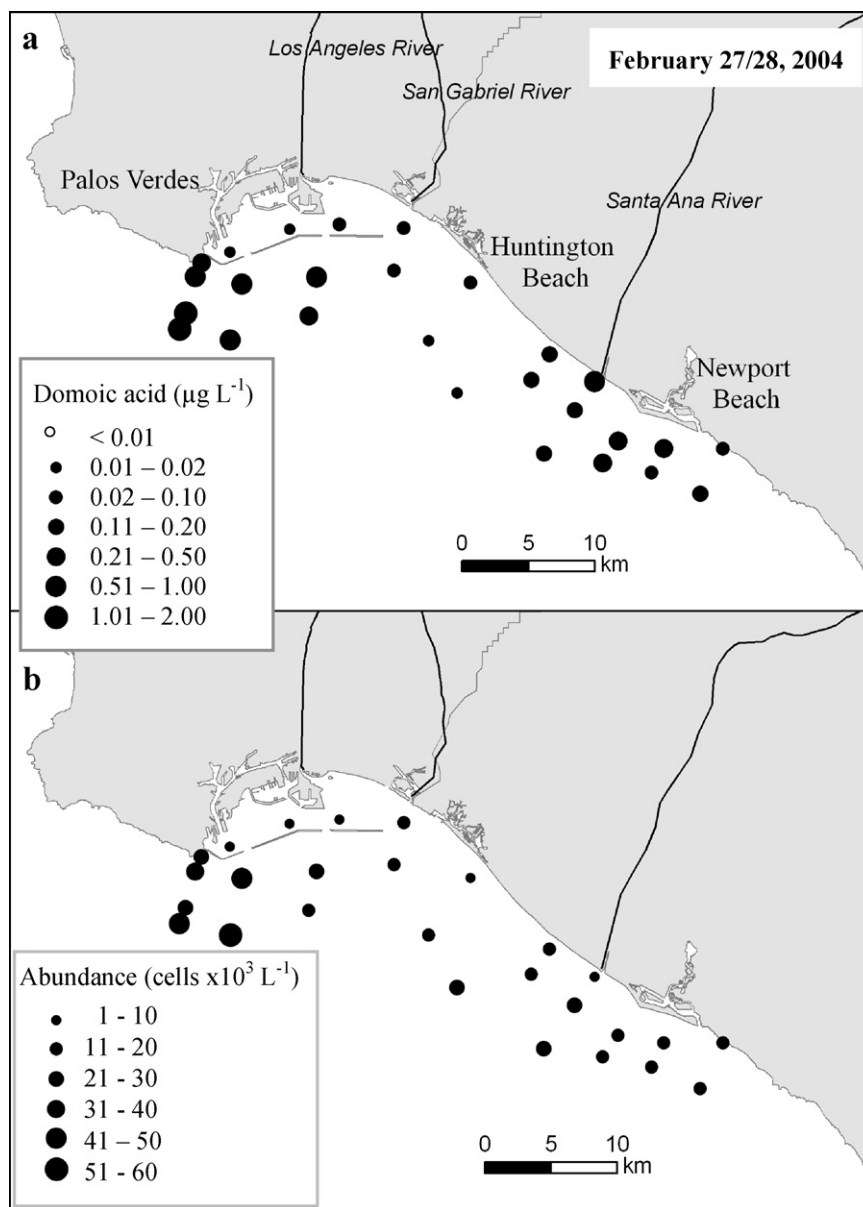 a
Los Angeles River
February 27/28, 2004
San Gabriel River
Palos Verdes
Santa Ana River
Huntington
Beach
Newport
Beach
Domoic acid (µg L⁻¹)
< 0.01
0.01 – 0.02
0.02 - 0.10
0.11 – 0.20
0.21 – 0.50
0.51 – 1.00
1.01 – 2.00
0 5 10
km
b
Abundance (cells x10³ L⁻¹)
1 - 10
11 - 20
21 - 30
31 - 40
41 – 50
51 - 60
0 5 10
km